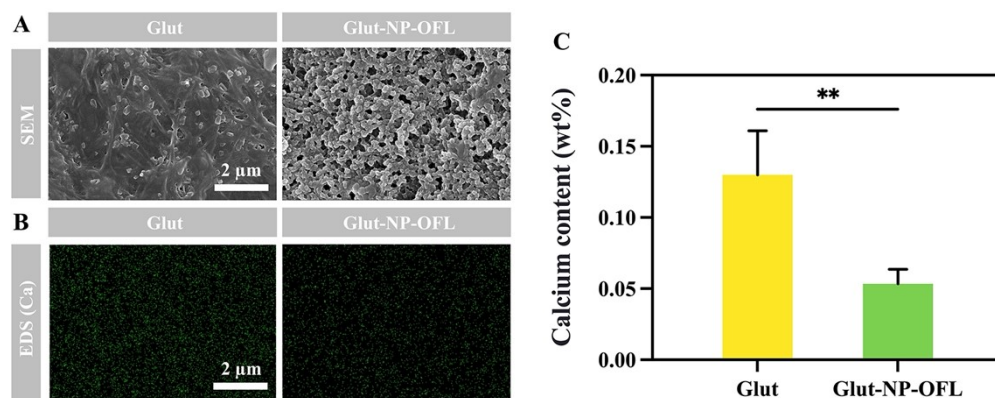 A
Glut
Glut-NP-OFL
SEM
2 µm
B
Glut
Glut-NP-OFL
EDS (Ca)
2 µm
C
Calcium content (wt%)
0.20
0.15
0.10
0.05
0.00
**
Glut
Glut-NP-OFL